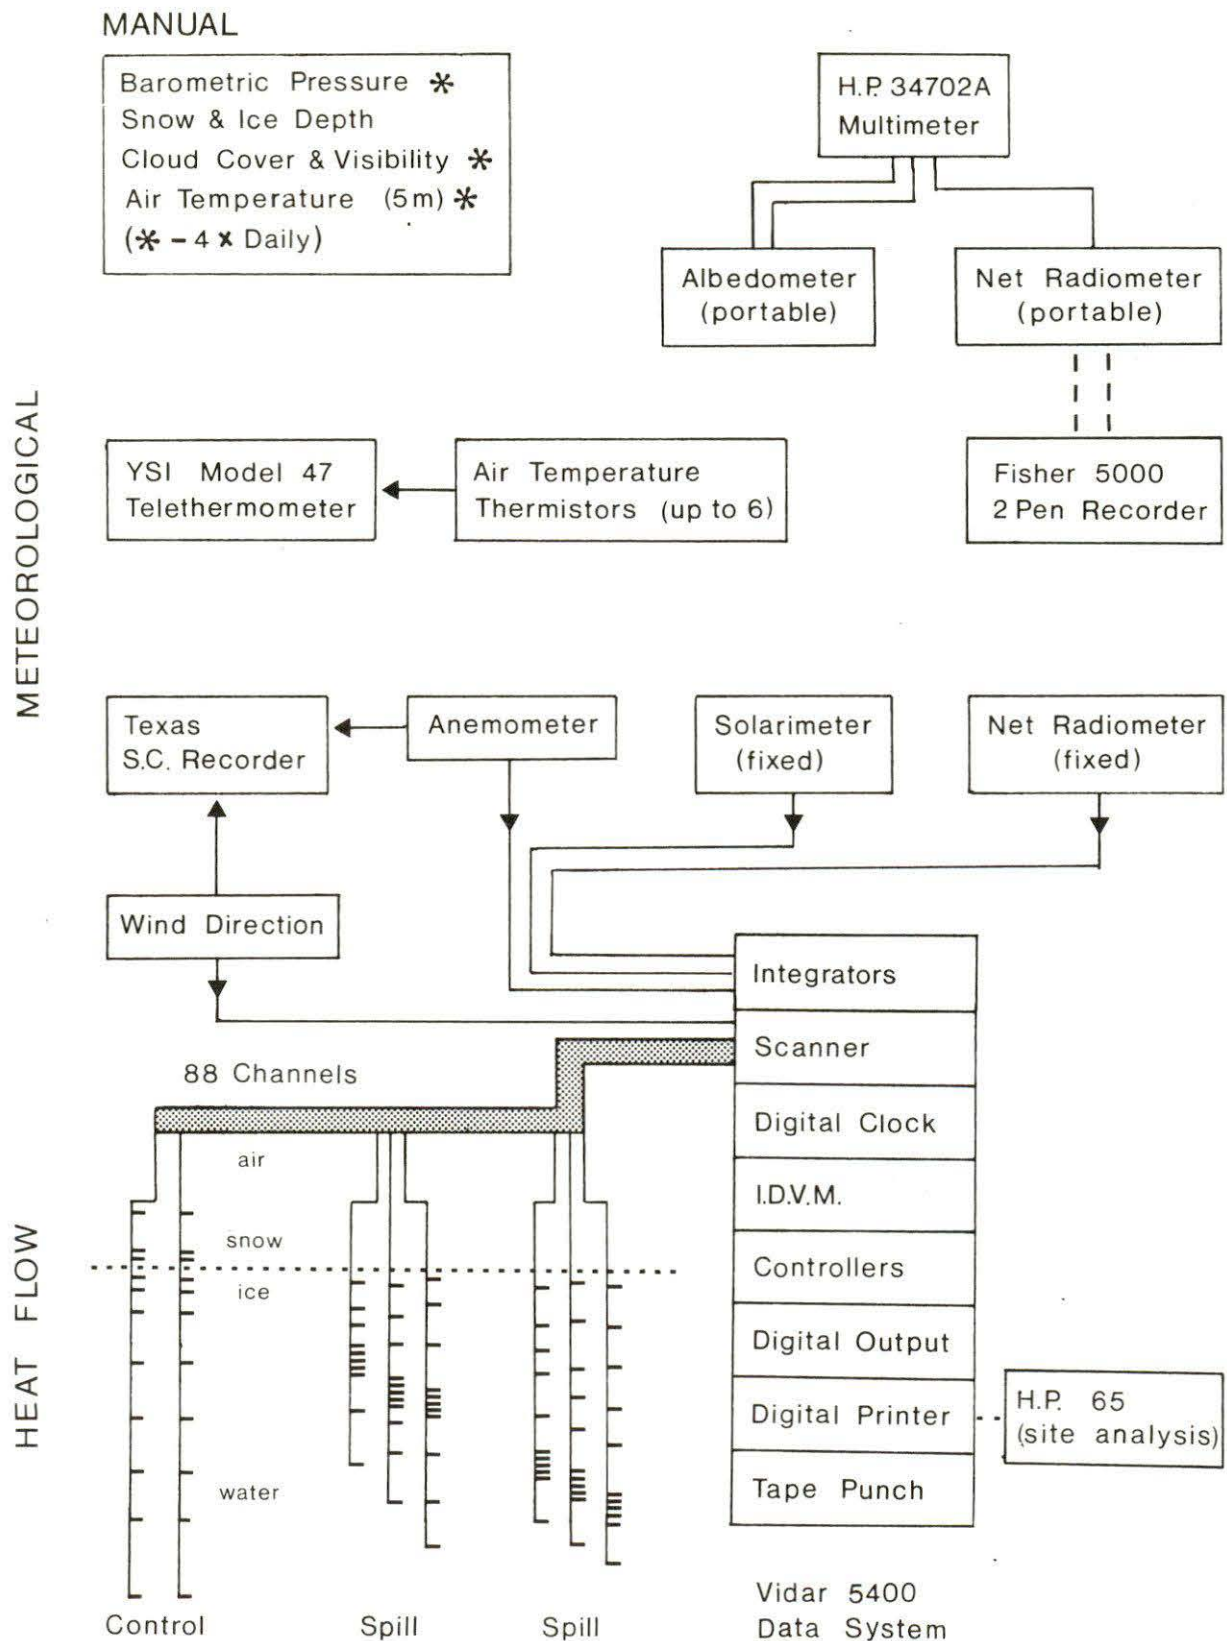 MANUAL
Barometric Pressure *
Snow & Ice Depth
Cloud Cover & Visibility *
Air Temperature (5m) *
(* - 4 x Daily)
H.P. 34702A
Multimeter
Albedometer
(portable)
Net Radiometer
(portable)
METEOROLOGICAL
YSI Model 47
Telethermometer
Air Temperature
Thermistors (up to 6)
Fisher 5000
2 Pen Recorder
Texas
S.C. Recorder
Anemometer
Solarimeter
(fixed)
Net Radiometer
(fixed)
Wind Direction
Integrators
Scanner
Digital Clock
I.D.V.M.
Controllers
Digital Output
Digital Printer
Tape Punch
H.P. 65
(site analysis)
88 Channels
HEAT FLOW
air
snow
ice
water
Control
Spill
Spill
Vidar 5400
Data System